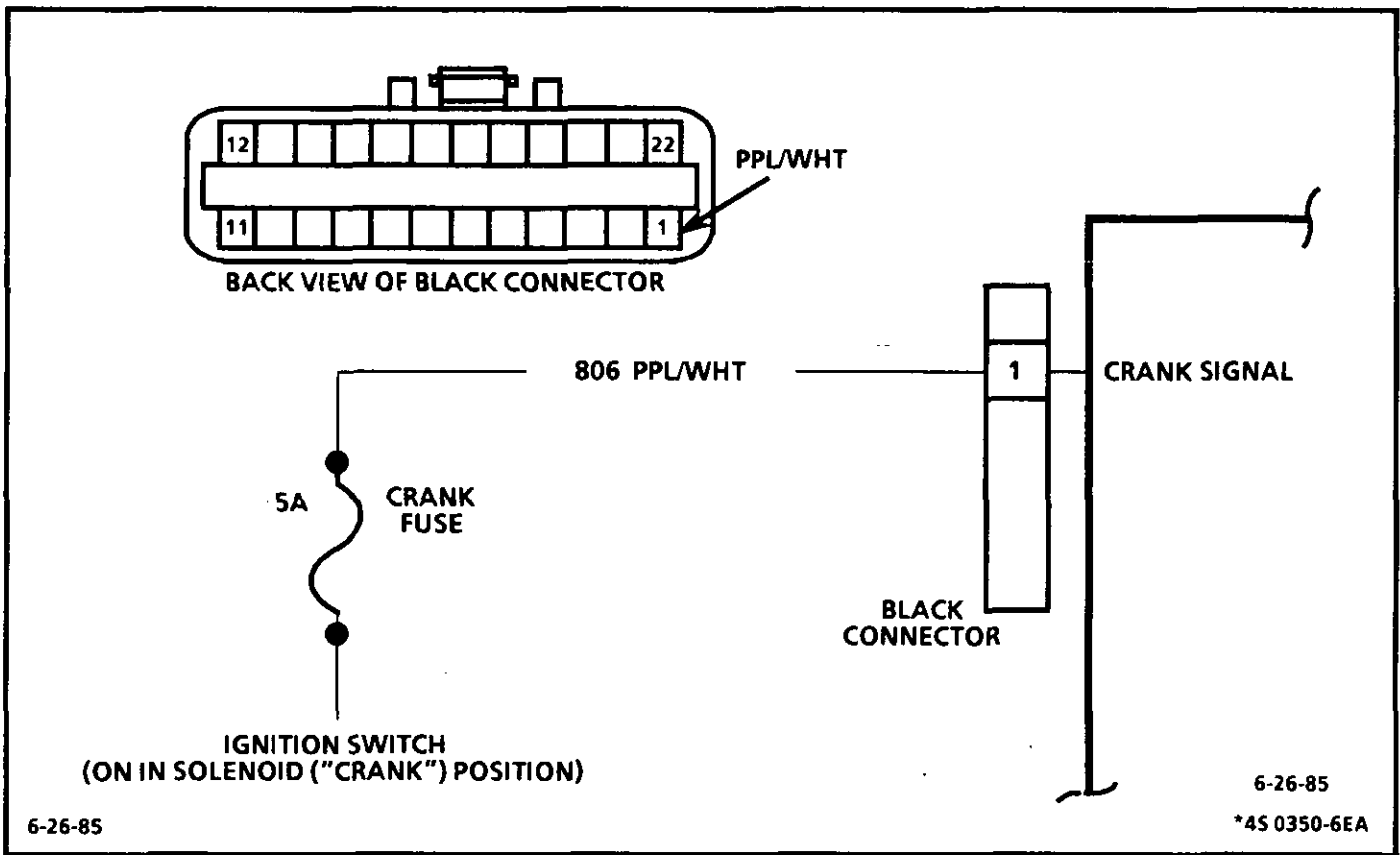 12
22
PPL/WHT
11
1
BACK VIEW OF BLACK CONNECTOR
806 PPL/WHT
1
CRANK SIGNAL
5A
CRANK
FUSE
BLACK
CONNECTOR
IGNITION SWITCH
(ON IN SOLENOID ("CRANK") POSITION)
6-26-85
6-26-85
*4S 0350-6EA